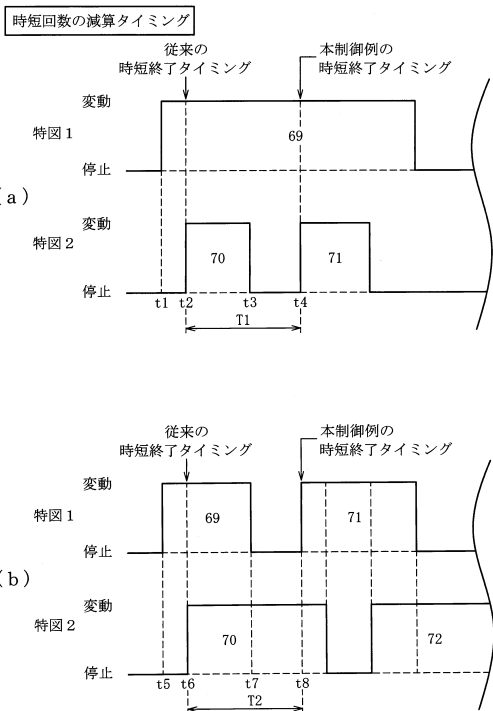 時短回数の減算タイミング
従来の
時短終了タイミング
本制御例の
時短終了タイミング
(a)
特図1
変動
停止
69
特図2
変動
停止
70
71
t1
t2
t3
t4
T1
従来の
時短終了タイミング
本制御例の
時短終了タイミング
(b)
特図1
変動
停止
69
71
特図2
変動
停止
70
72
t5
t6
t7
t8
T2